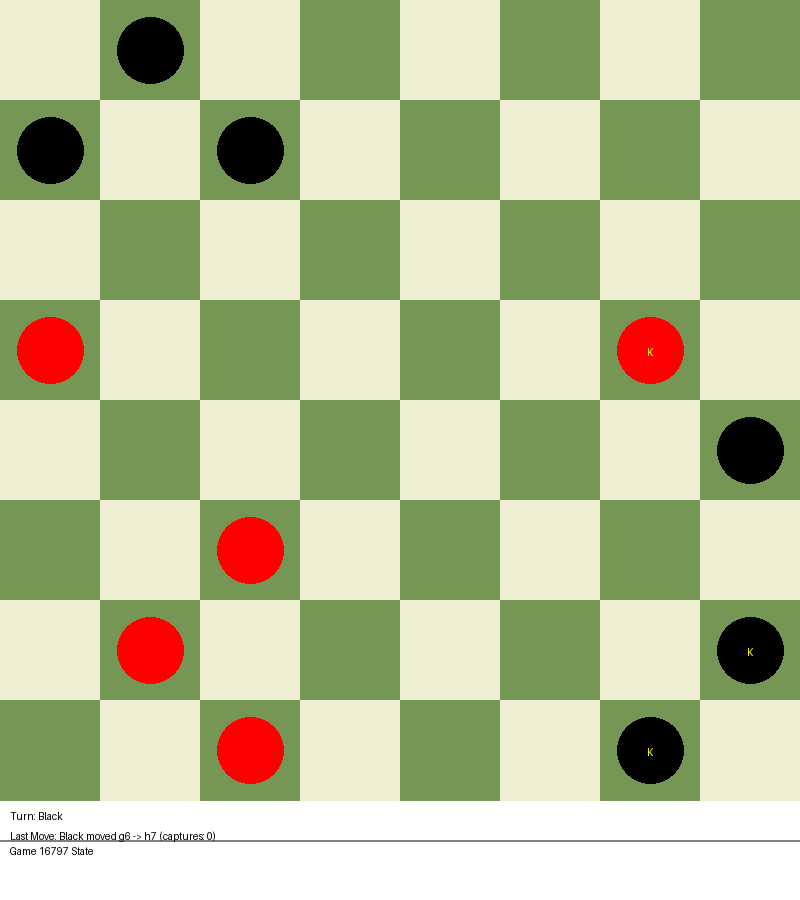 K
K
K
Turn: Black
Last Move: Black moved g6 -> h7 (captures: 0)
Game 16797 State